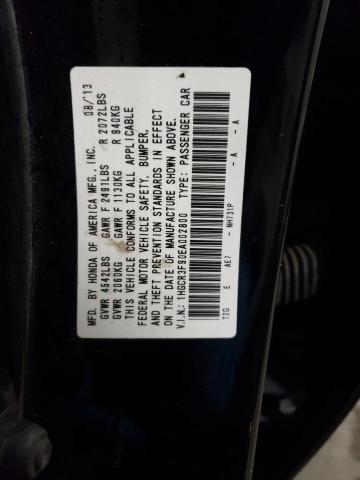 MFD. BY HONDA OF AMERICA MFG., INC. 08/'13
GVWR 4542LBS GAWR F 2491LBS R 2072LBS
GVWR 2060KG GAWR F 1130KG R 940KG
THIS VEHICLE CONFORMS TO ALL APPLICABLE
FEDERAL MOTOR VEHICLE SAFETY, BUMPER,
AND THEFT PREVENTION STANDARDS IN EFFECT
ON THE DATE OF MANUFACTURE SHOWN ABOVE.
V.I.N.: 1HGCR3F90EA002800 TYPE: PASSENGER CAR
T2G E AE7 - NH731P - A - A